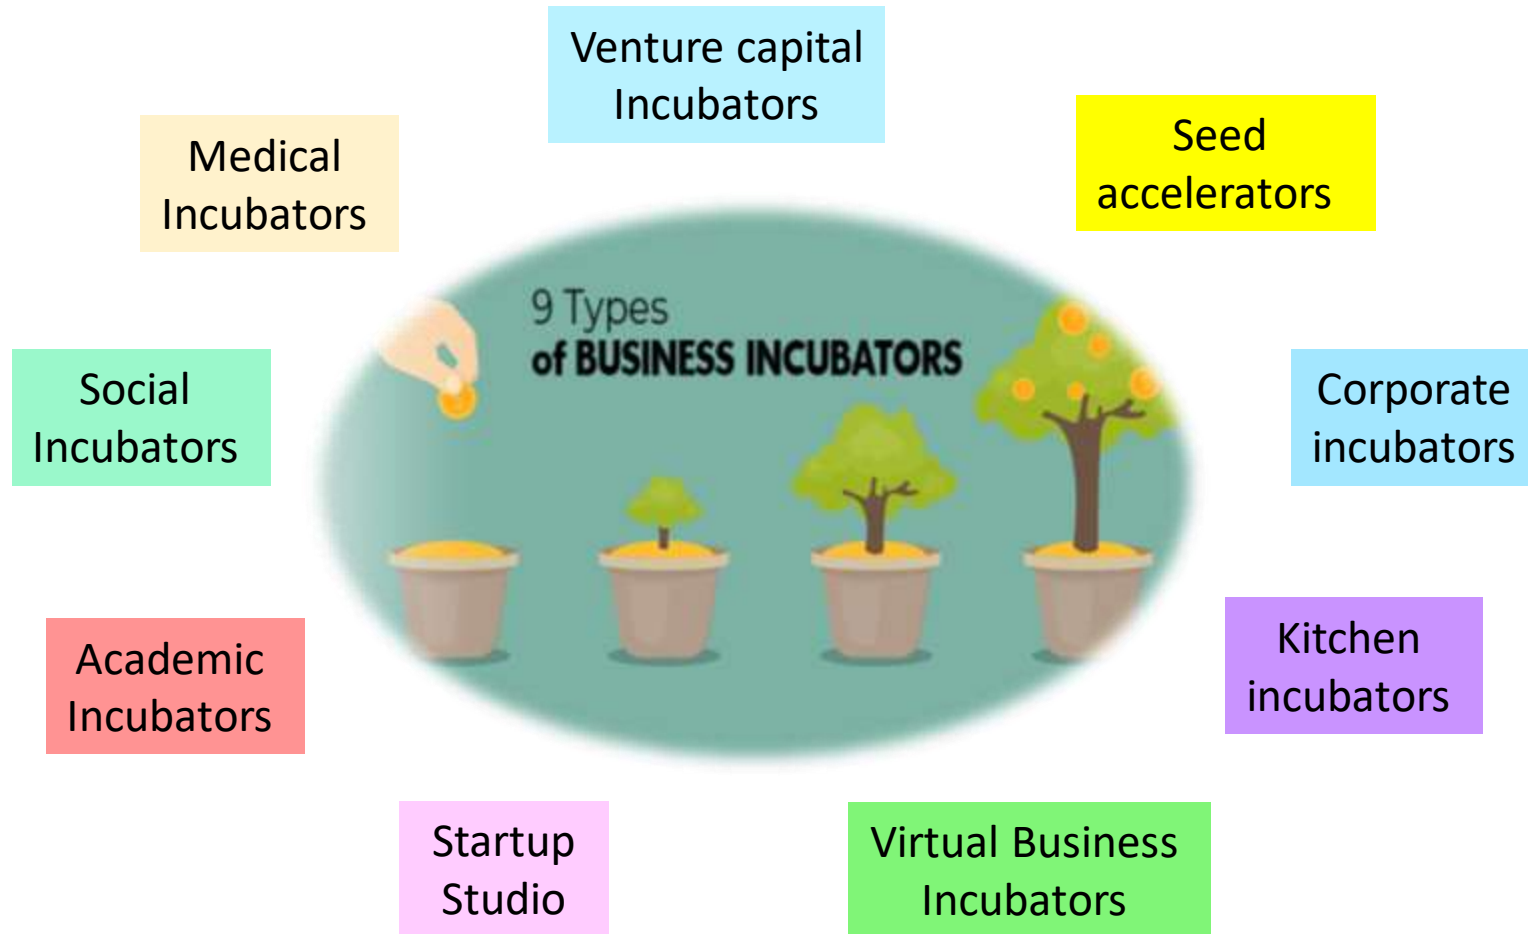 Venture capital
Incubators
Seed
accelerators
Medical
Incubators
9 Types
of BUSINESS INCUBATORS
Social
Incubators
Corporate
incubators
Academic
Incubators
Kitchen
incubators
Startup
Studio
Virtual Business
Incubators